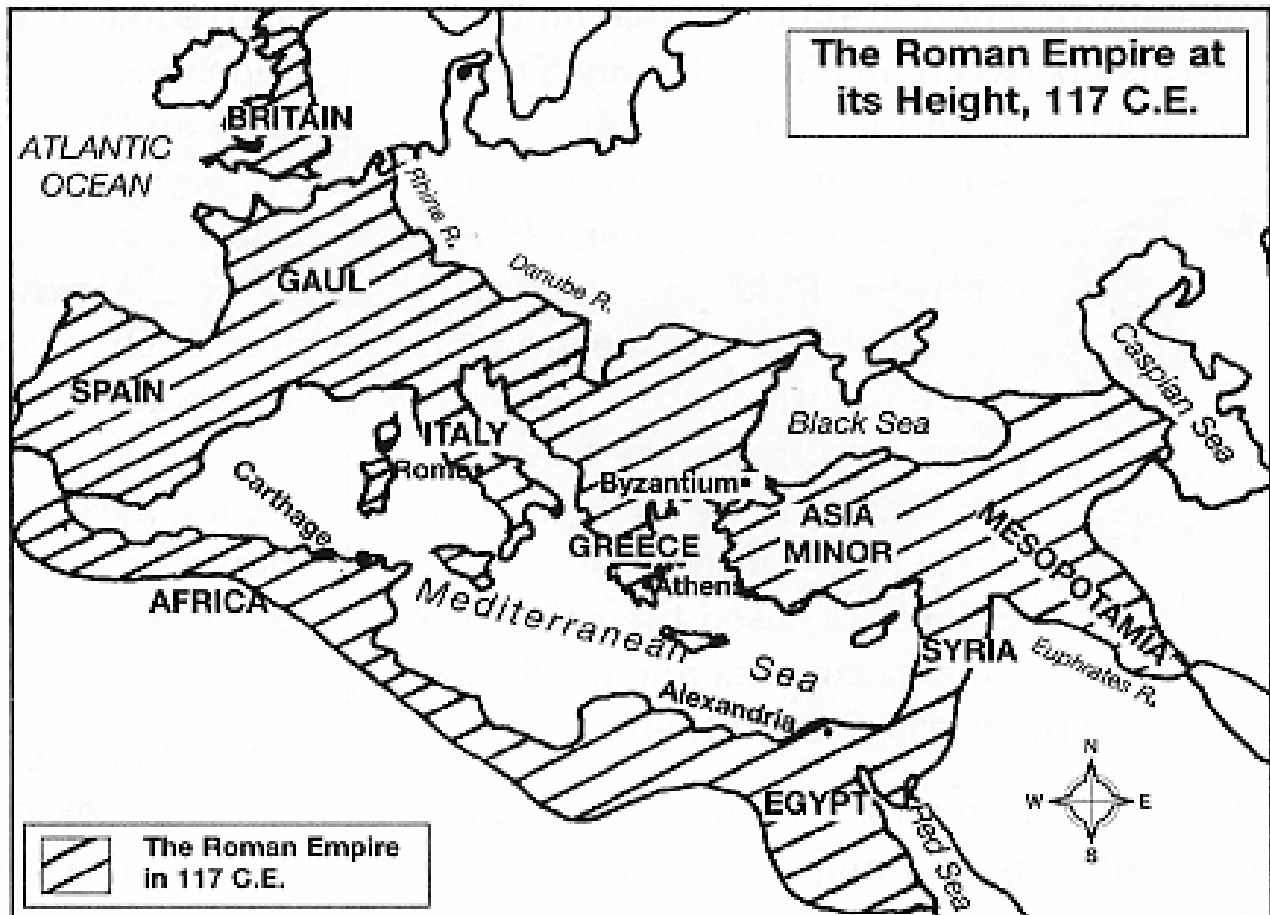 The Roman Empire at
its Height, 117 C.E.
BRITAIN
ATLANTIC
OCEAN
Rhine R.
GAUL
Danube R.
SPAIN
Caspian Sea
Black Sea
ITALY
Rome
Carthage
Byzantium
ASIA
MINOR
MESOPOTAMIA
GREECE
Athens
AFRICA
Mediterranean
Sea
SYRIA
Euphrates R.
Alexandria
EGYPT
Red Sea
N
W
E
S
The Roman Empire
in 117 C.E.